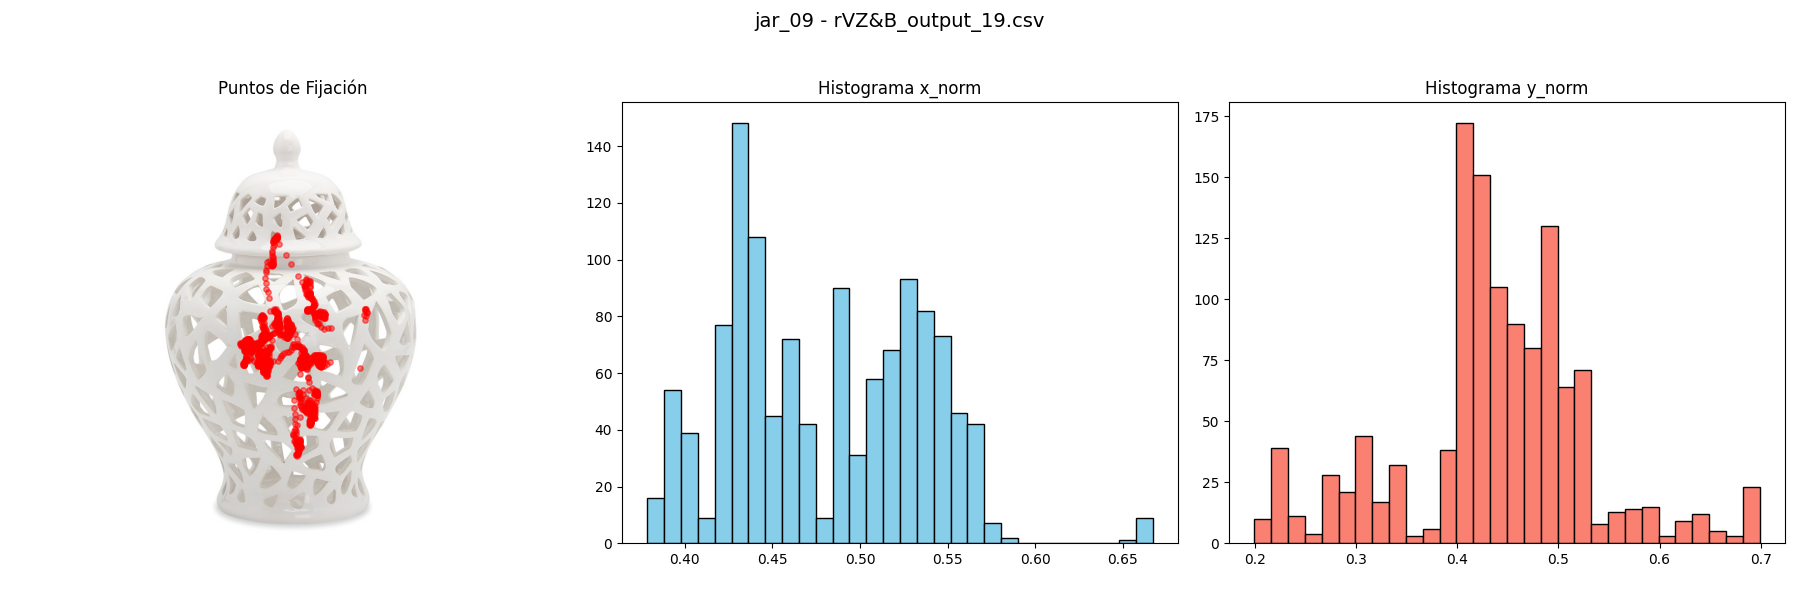 jar_09 - rVZ&B_output_19.csv
Puntos de Fijación
Histograma x_norm
140
120
100
80
60
40
20
0
0.40 0.45 0.50 0.55 0.60 0.65
Histograma y_norm
175
150
125
100
75
50
25
0
0.2 0.3 0.4 0.5 0.6 0.7